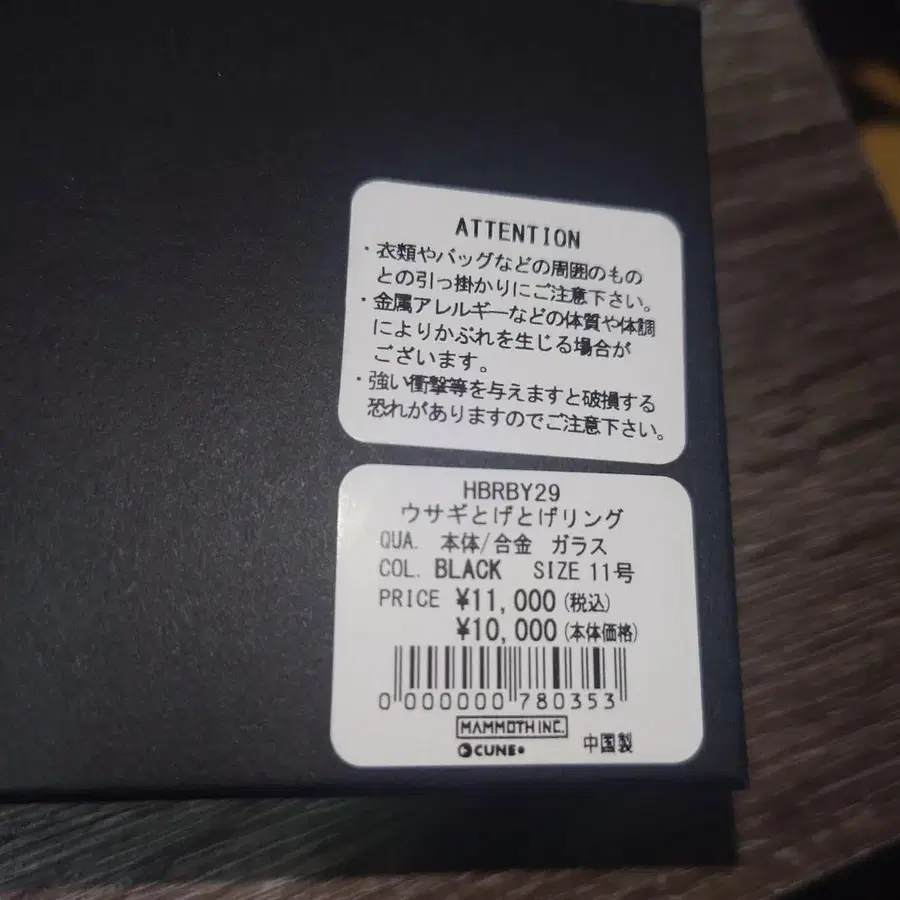 ATTENTION
・衣類やバッグなどの周囲のもの
との引っ掛かりにご注意下さい。
・金属アレルギーなどの体質や体調
によりかぶれを生じる場合が
ございます。
・強い衝撃等を与えますと破損する
恐れがありますのでご注意下さい。
HBRBY29
ウサギとげとげリング
QUA. 本体/合金 ガラス
COL. BLACK SIZE 11号
PRICE ¥11,000(税込)
¥10,000(本体価格)
0 000000 780353
MAMMOTH INC.
CUNE 中国製